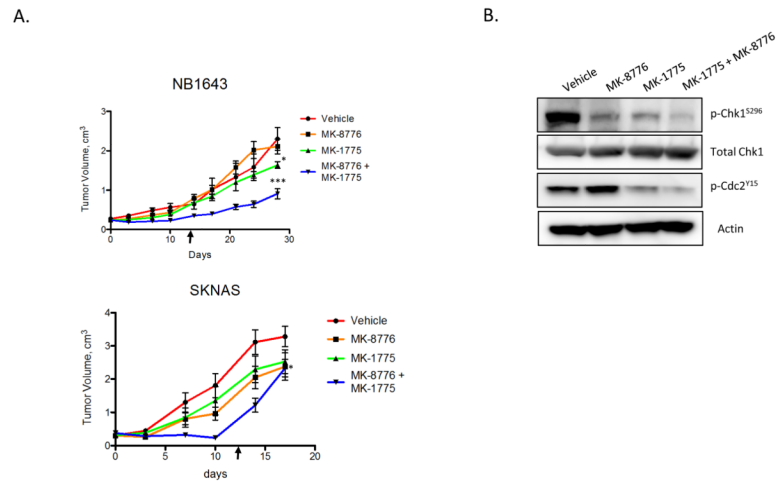 A.
NB1643
Tumor Volume, cm3
3
2
1
0
0 10 20 30
Days
Vehicle
MK-8776
MK-1775
MK-8776 +
MK-1775
*
***
SKNAS
Tumor Volume, cm3
4
3
2
1
0
0 5 10 15 20
days
Vehicle
MK-8776
MK-1775
MK-8776 +
MK-1775
*
B.
Vehicle
MK-8776
MK-1775
MK-1775 + MK-8776
p-Chk1S296
Total Chk1
p-Cdc2Y15
Actin